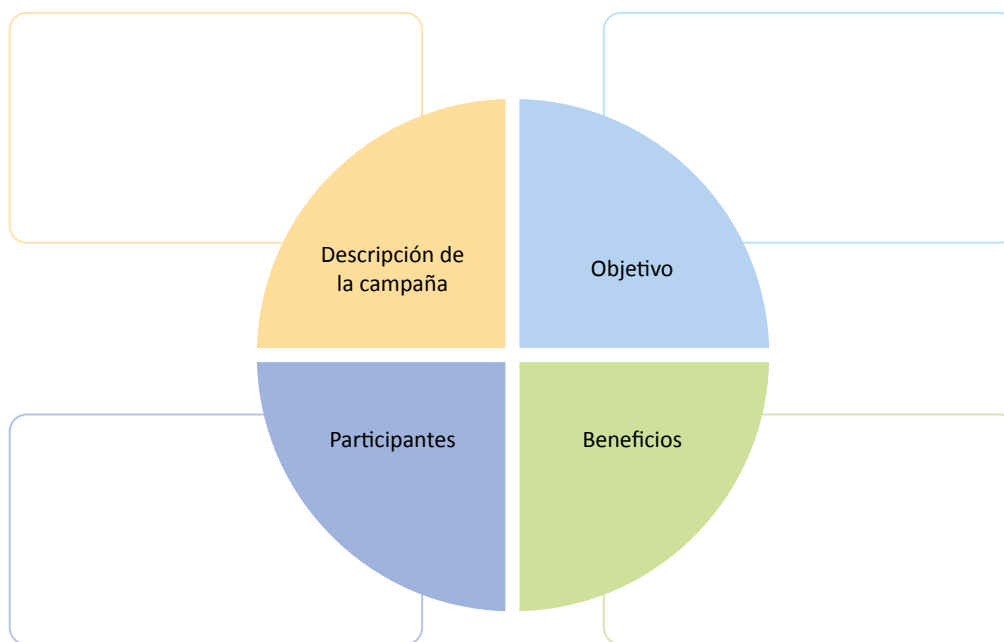 Descripción de
la campaña
Objetivo
Participantes
Beneficios